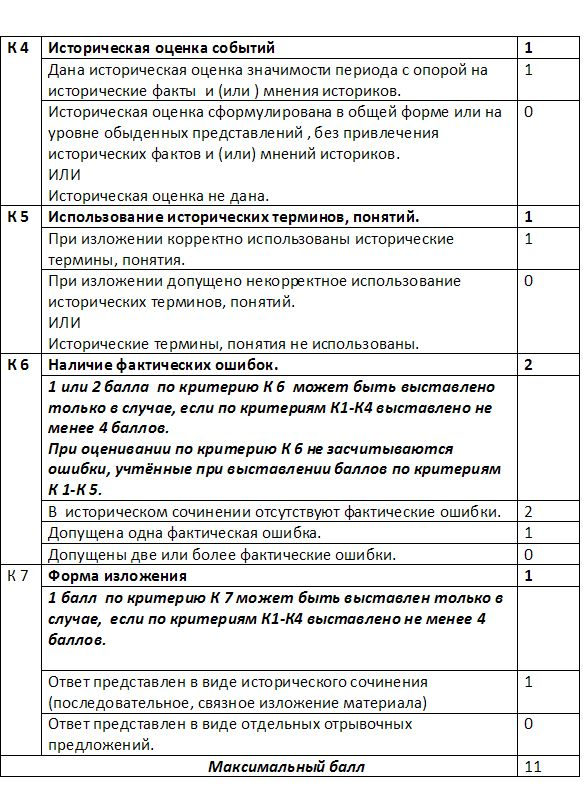 К 4 Историческая оценка событий 1
Дана историческая оценка значимости периода с опорой на 1
исторические факты и (или ) мнения историков.
Историческая оценка сформулирована в общей форме или на 0
уровне обыденных представлений , без привлечения
исторических фактов и (или) мнений историков.
ИЛИ
Историческая оценка не дана.
К 5 Использование исторических терминов, понятий. 1
При изложении корректно использованы исторические 1
термины, понятия.
При изложении допущено некорректное использование 0
исторических терминов, понятий.
ИЛИ
Исторические термины, понятия не использованы.
К 6 Наличие фактических ошибок. 2
1 или 2 балла по критерию К 6 может быть выставлено
только в случае, если по критериям К1-К4 выставлено не
менее 4 баллов.
При оценивании по критерию К 6 не засчитываются
ошибки, учтённые при выставлении баллов по критериям
К 1-К 5.
В историческом сочинении отсутствуют фактические ошибки. 2
Допущена одна фактическая ошибка. 1
Допущены две или более фактические ошибки. 0
К 7 Форма изложения 1
1 балл по критерию К 7 может быть выставлен только в
случае, если по критериям К1-К4 выставлено не менее 4
баллов.
Ответ представлен в виде исторического сочинения 1
(последовательное, связное изложение материала)
Ответ представлен в виде отдельных отрывочных 0
предложений.
Максимальный балл 11